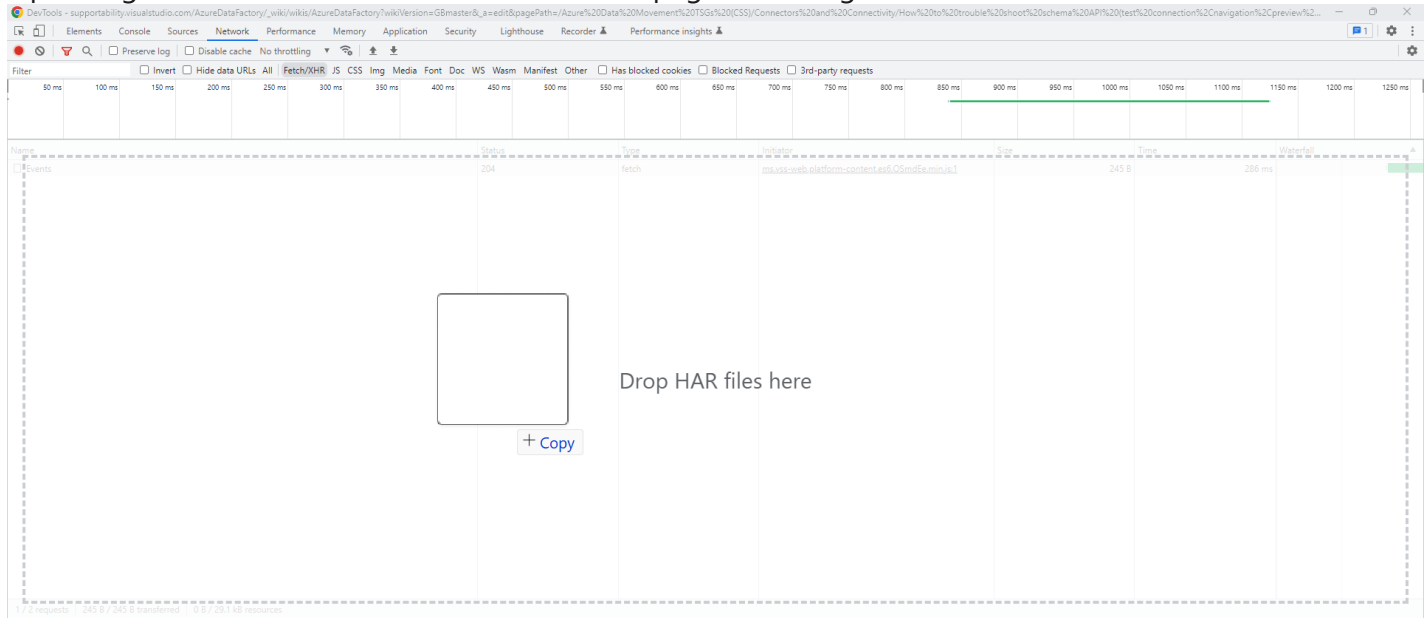 DevTools - supportability.visualstudio.com/AzureDataFactory/_wiki/wikis/AzureDataFactory?wikiVersion=GBmaster&_a=edit&pagePath=/Azure%20Data%20Movement%20TSGs%20(CSS)/Connectors%20and%20Connectivity/How%20to%20trouble%20shoot%20schema%20API%20(test%20connection%2Cnavigation%2Cpreview%2...
Elements Console Sources Network Performance Memory Application Security Lighthouse Recorder Performance insights 1
Preserve log Disable cache No throttling
Filter Invert Hide data URLs All Fetch/XHR JS CSS Img Media Font Doc WS Wasm Manifest Other Has blocked cookies Blocked Requests 3rd-party requests
50 ms 100 ms 150 ms 200 ms 250 ms 300 ms 350 ms 400 ms 450 ms 500 ms 550 ms 600 ms 650 ms 700 ms 750 ms 800 ms 850 ms 900 ms 950 ms 1000 ms 1050 ms 1100 ms 1150 ms 1200 ms 1250 ms
Name Status Type Initiator Size Time Waterfall
Events 204 fetch ms.vss-web.platform-content.es6.OSmdEe.min.js:1 245 B 286 ms
Drop HAR files here
+ Copy
1 / 2 requests 245 B / 245 B transferred 0 B / 29.1 kB resources